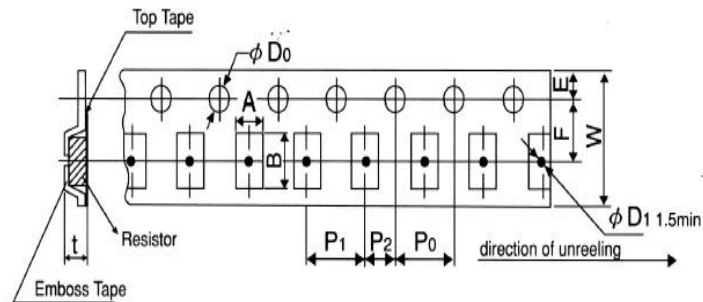 Top Tape
φ D0
A
B
E
F
W
t
Resistor
Emboss Tape
P1
P2
P0
φ D1 1.5min
direction of unreeling